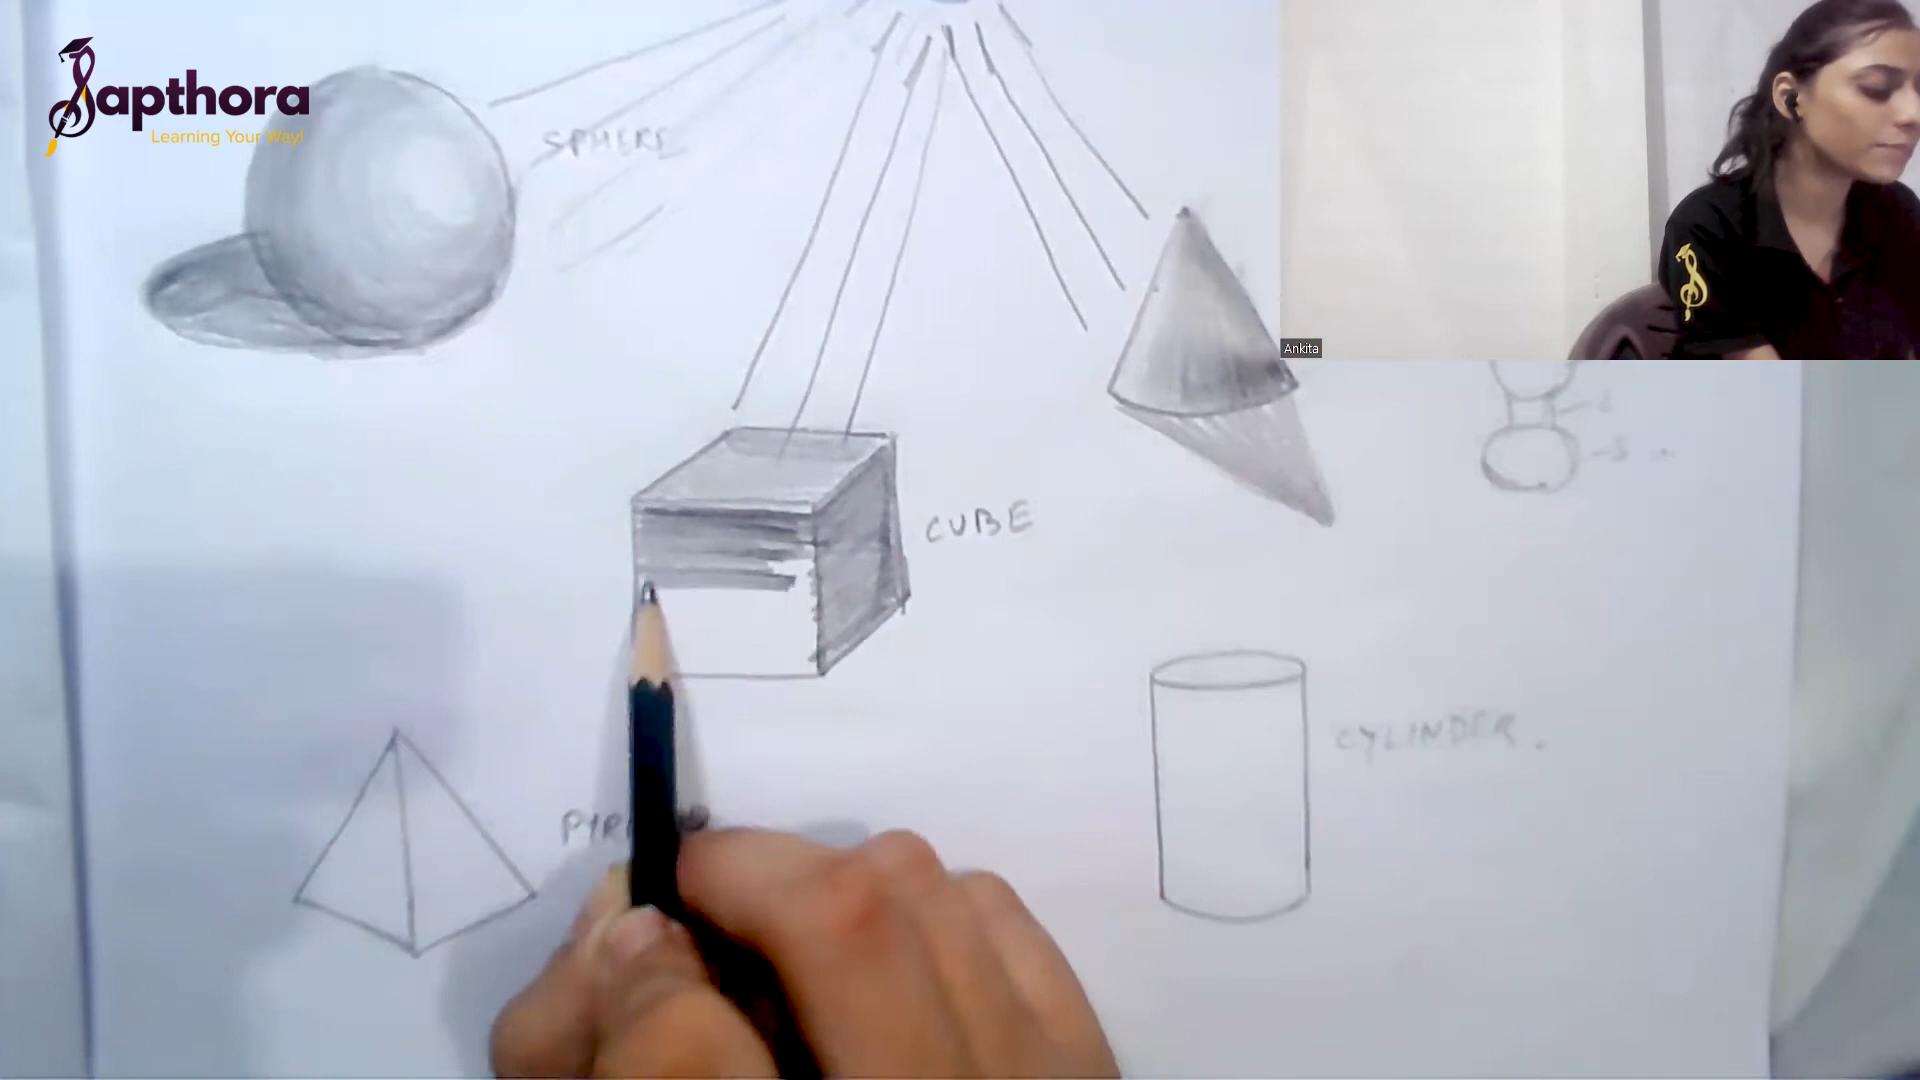 Sapthora
Learning Your Way!
SPHERE
Ankita
CUBE
CYLINDER.